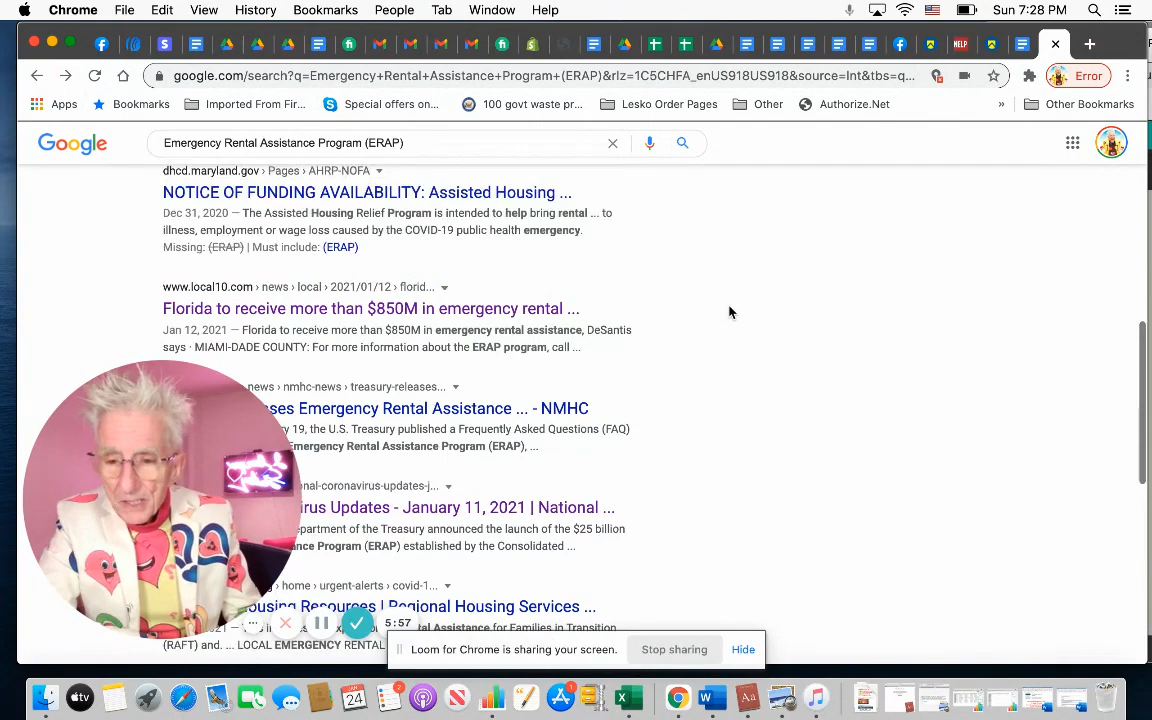 Chrome File Edit View History Bookmarks People Tab Window Help Sun 7:28 PM
google.com/search?q=Emergency+Rental+Assistance+Program+(ERAP)&rlz=1C5CHFA_enUS918US918&source=lnt&tbs=q... Error
Apps Bookmarks Imported From Fir... Special offers on... 100 govt waste pr... Lesko Order Pages Other Authorize.Net » Other Bookmarks
Google Emergency Rental Assistance Program (ERAP)
dhcd.maryland.gov › Pages › AHRP-NOFA
NOTICE OF FUNDING AVAILABILITY: Assisted Housing ...
Dec 31, 2020 — The Assisted Housing Relief Program is intended to help bring rental ... to
illness, employment or wage loss caused by the COVID-19 public health emergency.
Missing: (ERAP) | Must include: (ERAP)
www.local10.com › news › local › 2021/01/12 › florid...
Florida to receive more than $850M in emergency rental ...
Jan 12, 2021 — Florida to receive more than $850M in emergency rental assistance, DeSantis
says · MIAMI-DADE COUNTY: For more information about the ERAP program, call ...
news › nmhc-news › treasury-releases...
ses Emergency Rental Assistance ... - NMHC
ry 19, the U.S. Treasury published a Frequently Asked Questions (FAQ)
Emergency Rental Assistance Program (ERAP), ...
onal-coronavirus-updates-j...
irus Updates - January 11, 2021 | National ...
epartment of the Treasury announced the launch of the $25 billion
ance Program (ERAP) established by the Consolidated ...
› home › urgent-alerts › covid-1...
ousing Resources | Regional Housing Services ...
ntal Assistance for Families in Transition
(RAFT) and. ... LOCAL EMERGENCY RENTAL
5:57
Loom for Chrome is sharing your screen. Stop sharing Hide